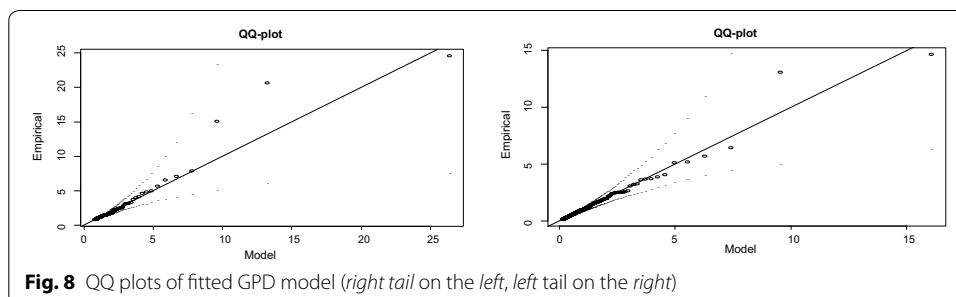 QQ-plot
Empirical
25
20
15
10
5
0
0 5 10 15 20 25
Model
QQ-plot
Empirical
15
10
5
0
0 5 10 15
Model
Fig. 8 QQ plots of fitted GPD model (right tail on the left, left tail on the right)